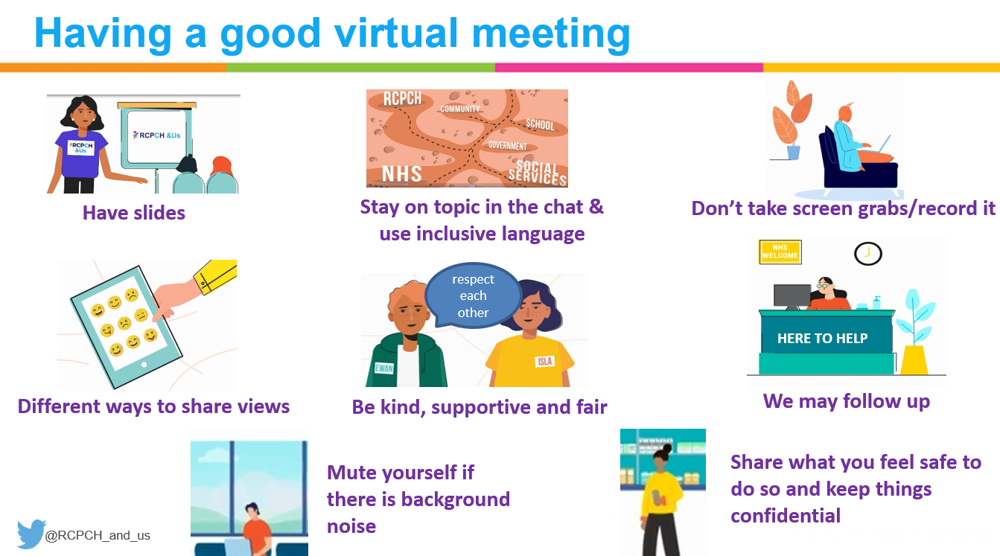 Having a good virtual meeting
RCPCH &Us
RCPCH
&Us
Have slides
RCPCH
COMMUNITY
SCHOOL
GOVERNMENT
NHS
SOCIAL
SERVICES
Stay on topic in the chat &
use inclusive language
Don’t take screen grabs/record it
Different ways to share views
respect
each
other
EWAN
ISLA
Be kind, supportive and fair
NHS
WELCOME
HERE TO HELP
We may follow up
Mute yourself if
there is background
noise
Share what you feel safe to
do so and keep things
confidential
@RCPCH_and_us